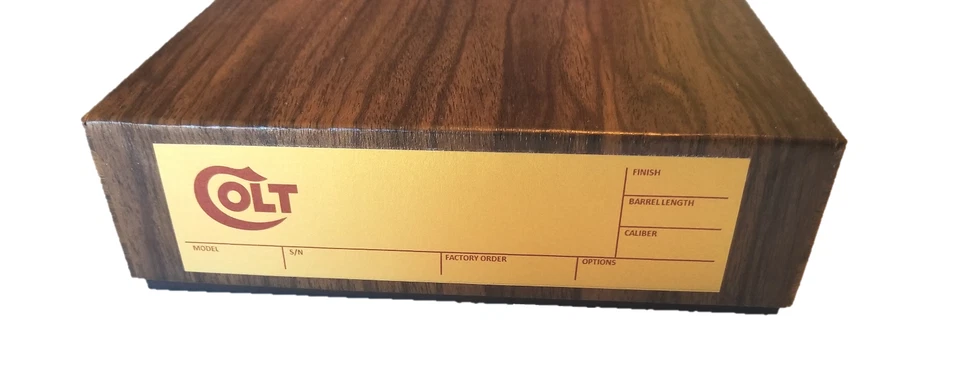 COLT
FINISH
BARREL LENGTH
CALIBER
MODEL
S/N
FACTORY ORDER
OPTIONS